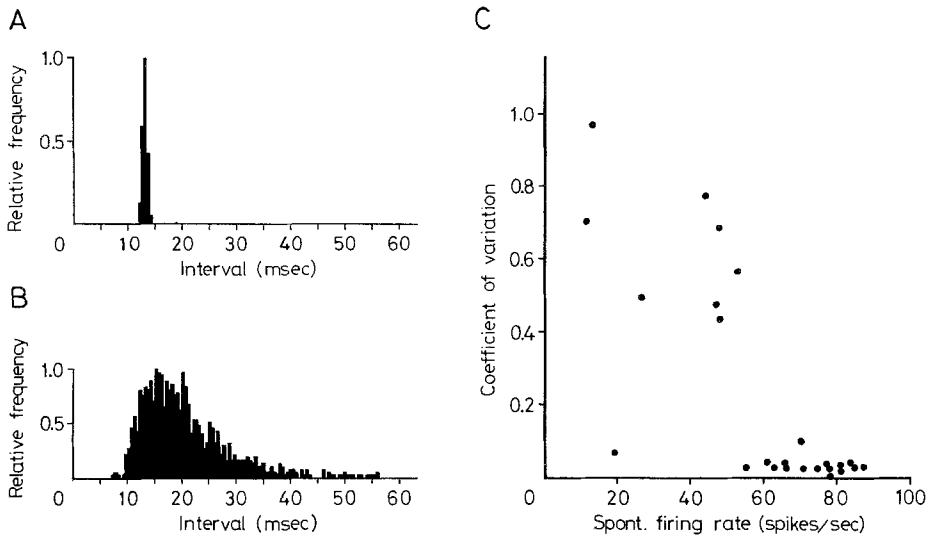 A
Relative frequency
1.0
0.5
0 10 20 30 40 50 60
Interval (msec)
B
Relative frequency
1.0
0.5
0 10 20 30 40 50 60
Interval (msec)
C
Coefficient of variation
1.0
0.8
0.6
0.4
0.2
0 20 40 60 80 100
Spont. firing rate (spikes/sec)